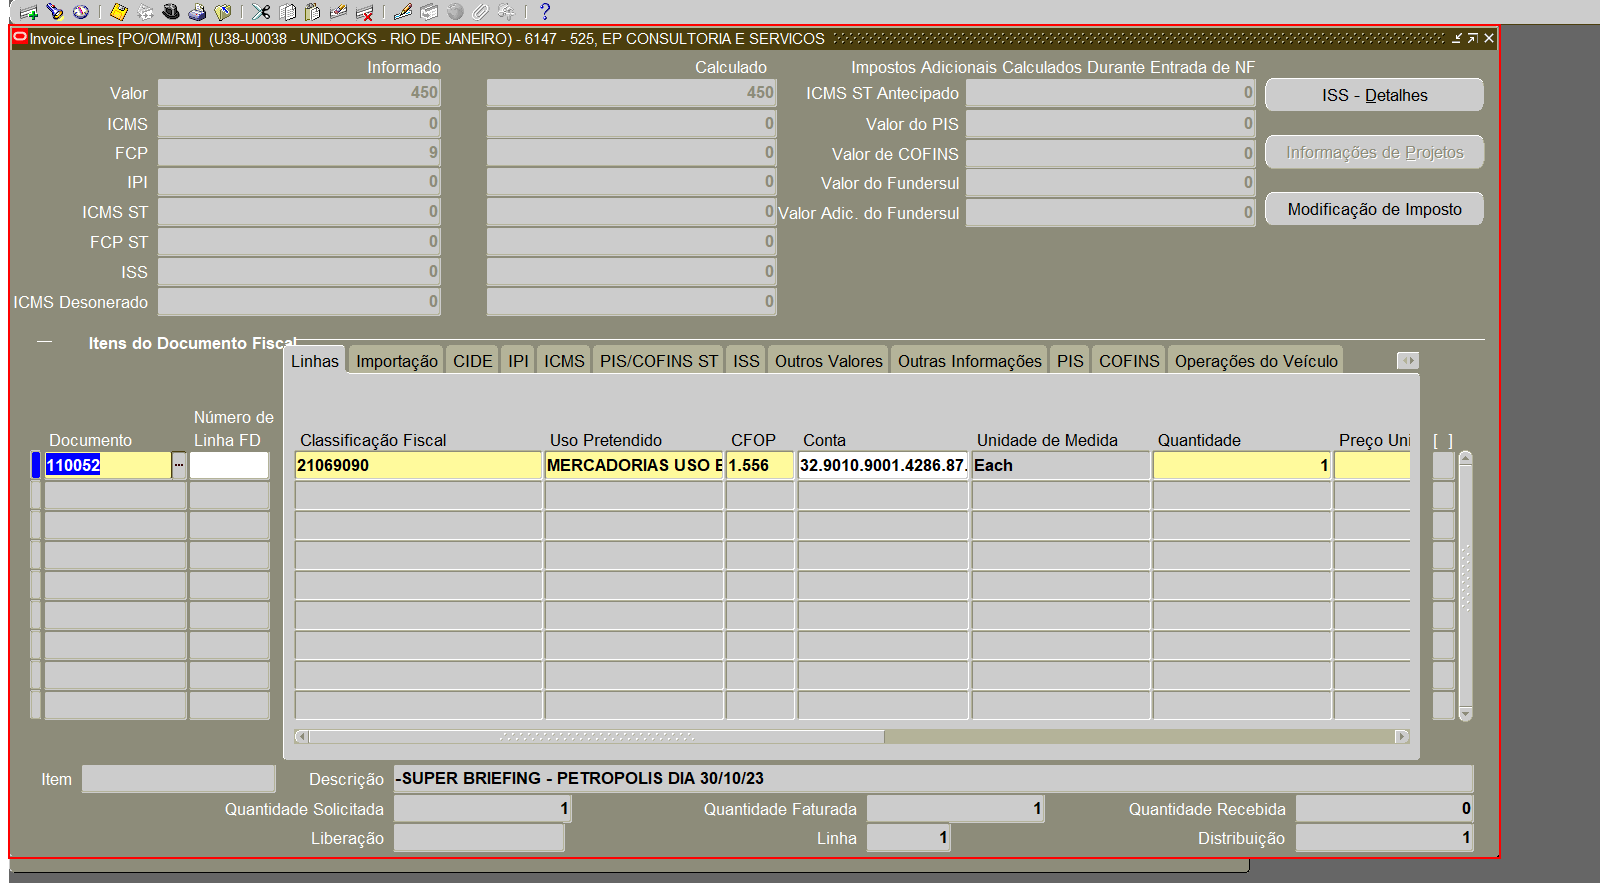 Invoice Lines [PO/OM/RM] (U38-U0038 - UNIDOCKS - RIO DE JANEIRO) - 6147 - 525, EP CONSULTORIA E SERVICOS
Informado Calculado Impostos Adicionais Calculados Durante Entrada de NF
Valor 450 450 ICMS ST Antecipado 0 ISS - Detalhes
ICMS 0 0 Valor do PIS 0
FCP 9 0 Valor de COFINS 0 Informações de Projetos
IPI 0 0 Valor do Fundersul 0
ICMS ST 0 0 Valor Adic. do Fundersul 0 Modificação de Imposto
FCP ST 0 0
ISS 0 0
ICMS Desonerado 0 0
Itens do Documento Fiscal
Linhas Importação CIDE IPI ICMS PIS/COFINS ST ISS Outros Valores Outras Informações PIS COFINS Operações do Veículo
Número de
Documento Linha FD Classificação Fiscal Uso Pretendido CFOP Conta Unidade de Medida Quantidade Preço Uni [ ]
110052 ... 21069090 MERCADORIAS USO E 1.556 32.9010.9001.4286.87. Each 1
Item Descrição -SUPER BRIEFING - PETROPOLIS DIA 30/10/23
Quantidade Solicitada 1 Quantidade Faturada 1 Quantidade Recebida 0
Liberação Linha 1 Distribuição 1